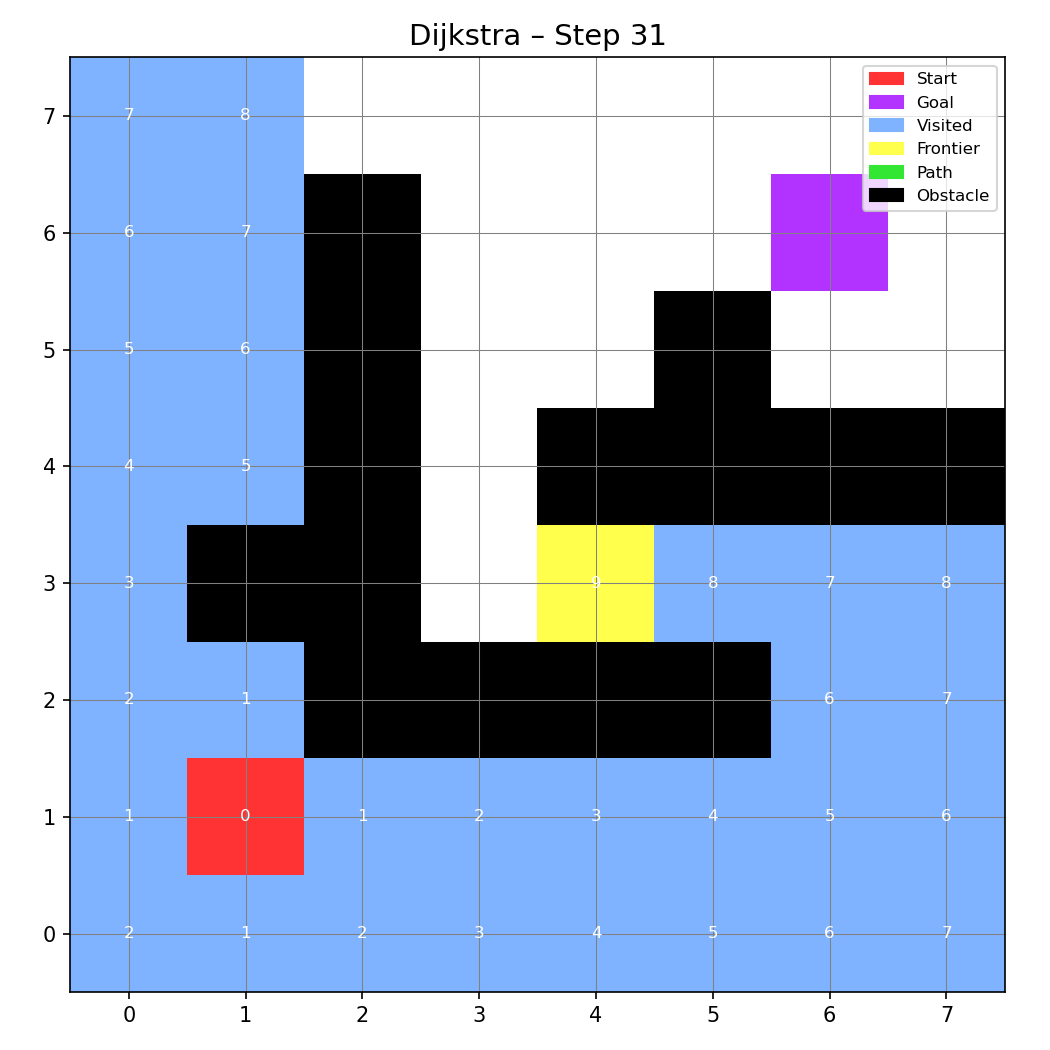 Dijkstra – Step 31
Start
Goal
Visited
Frontier
Path
Obstacle
7 7 8
6 6 7
5 5 6
4 4 5
3 3 9 8 7 8
2 2 1 6 7
1 1 0 1 2 3 4 5 6
0 2 1 2 3 4 5 6 7
0 1 2 3 4 5 6 7